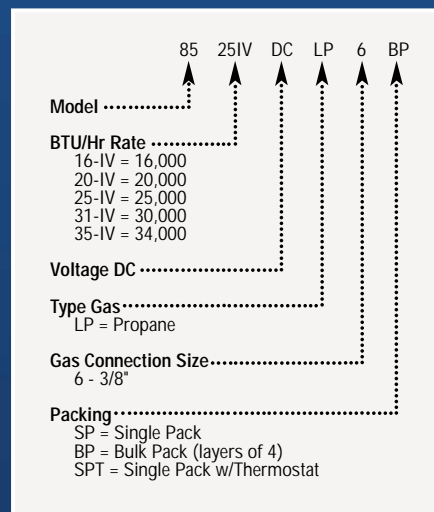 85 25IV DC LP 6 BP
Model
BTU/Hr Rate
16-IV = 16,000
20-IV = 20,000
25-IV = 25,000
31-IV = 30,000
35-IV = 34,000
Voltage DC
Type Gas
LP = Propane
Gas Connection Size
6 - 3/8"
Packing
SP = Single Pack
BP = Bulk Pack (layers of 4)
SPT = Single Pack w/Thermostat